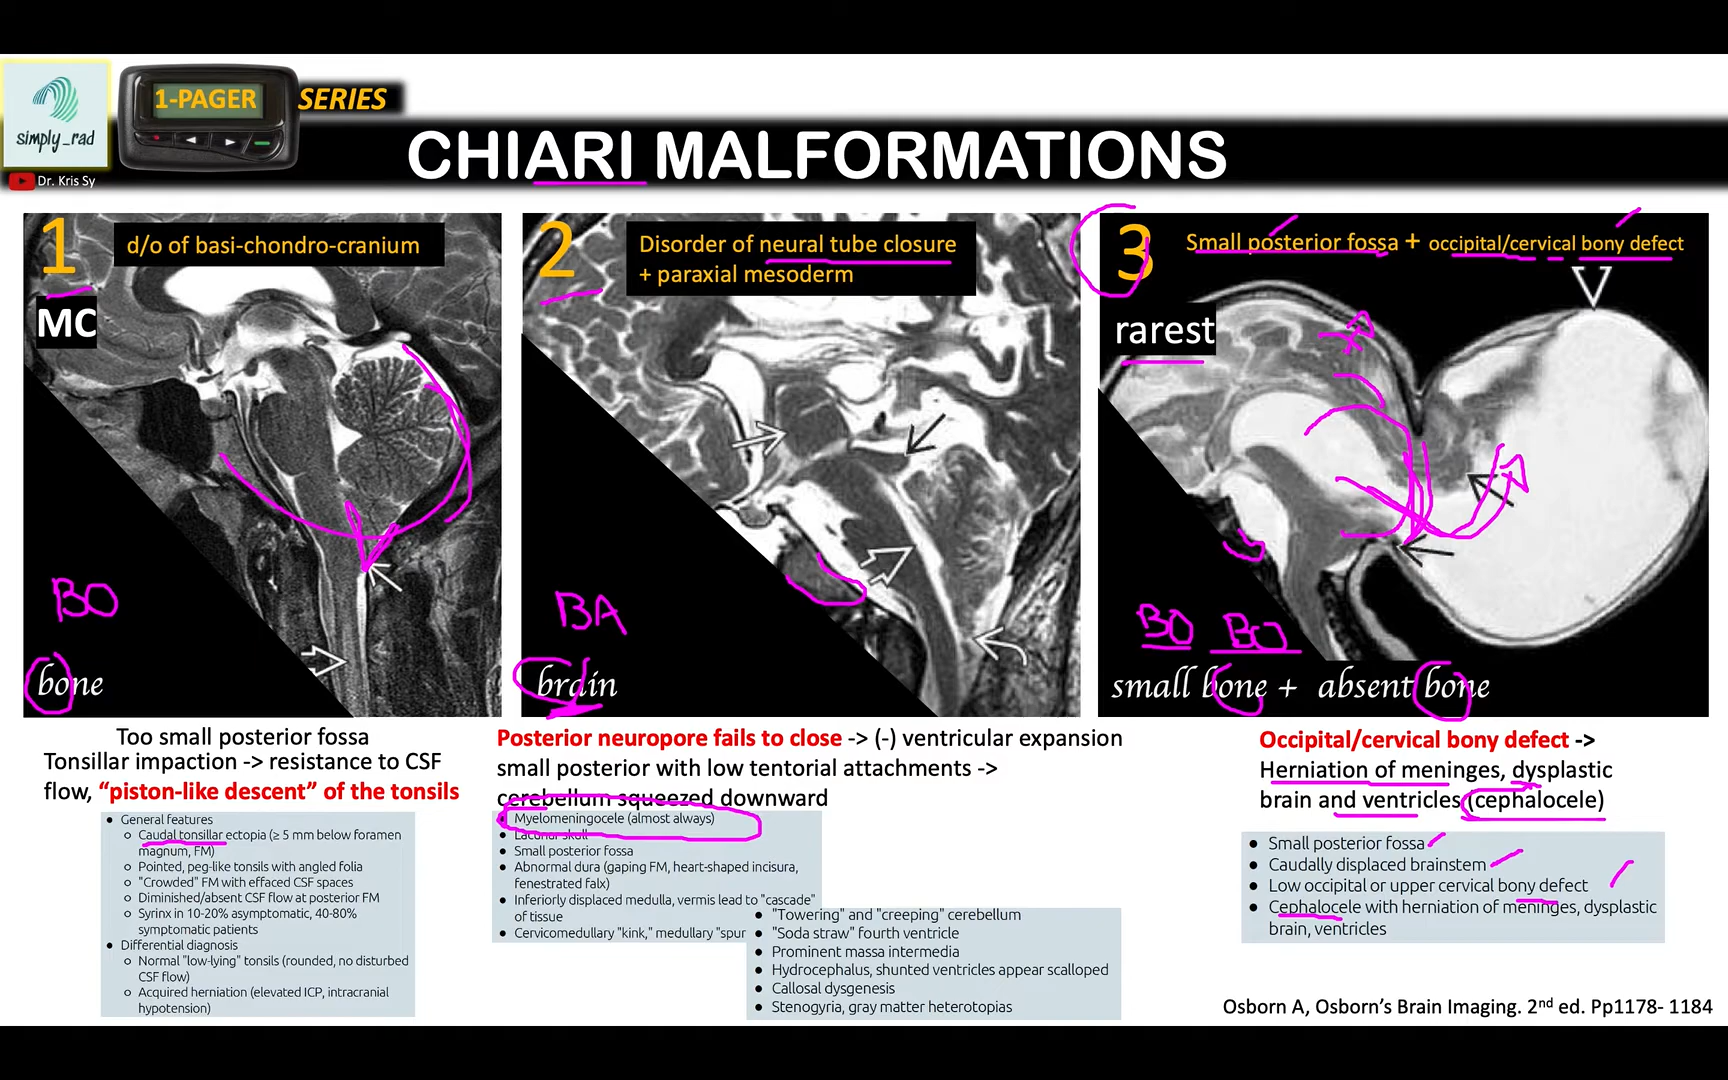 1-PAGER
SERIES
simply_rad
Dr. Kris Sy
CHIARI MALFORMATIONS
1
d/o of basi-chondro-cranium
MC
BO
bone
Too small posterior fossa
Tonsillar impaction -> resistance to CSF
flow, “piston-like descent” of the tonsils
• General features
o Caudal tonsillar ectopia (≥ 5 mm below foramen
magnum, FM)
o Pointed, peg-like tonsils with angled folia
o "Crowded" FM with effaced CSF spaces
o Diminished/absent CSF flow at posterior FM
o Syrinx in 10-20% asymptomatic, 40-80%
symptomatic patients
• Differential diagnosis
o Normal "low-lying" tonsils (rounded, no disturbed
CSF flow)
o Acquired herniation (elevated ICP, intracranial
hypotension)
2
Disorder of neural tube closure
+ paraxial mesoderm
BA
brain
Posterior neuropore fails to close -> (-) ventricular expansion
small posterior with low tentorial attachments ->
cerebellum squeezed downward
• Myelomeningocele (almost always)
• Lacunar skull
• Small posterior fossa
• Abnormal dura (gaping FM, heart-shaped incisura,
fenestrated falx)
• Inferiorly displaced medulla, vermis lead to "cascade"
of tissue
• Cervicomedullary "kink," medullary "spur
• "Towering" and "creeping" cerebellum
• "Soda straw" fourth ventricle
• Prominent massa intermedia
• Hydrocephalus, shunted ventricles appear scalloped
• Callosal dysgenesis
• Stenogyria, gray matter heterotopias
3
Small posterior fossa + occipital/cervical bony defect
rarest
BO BO
small bone + absent bone
Occipital/cervical bony defect ->
Herniation of meninges, dysplastic
brain and ventricles (cephalocele)
• Small posterior fossa
• Caudally displaced brainstem
• Low occipital or upper cervical bony defect
• Cephalocele with herniation of meninges, dysplastic
brain, ventricles
Osborn A, Osborn’s Brain Imaging. 2nd ed. Pp1178- 1184